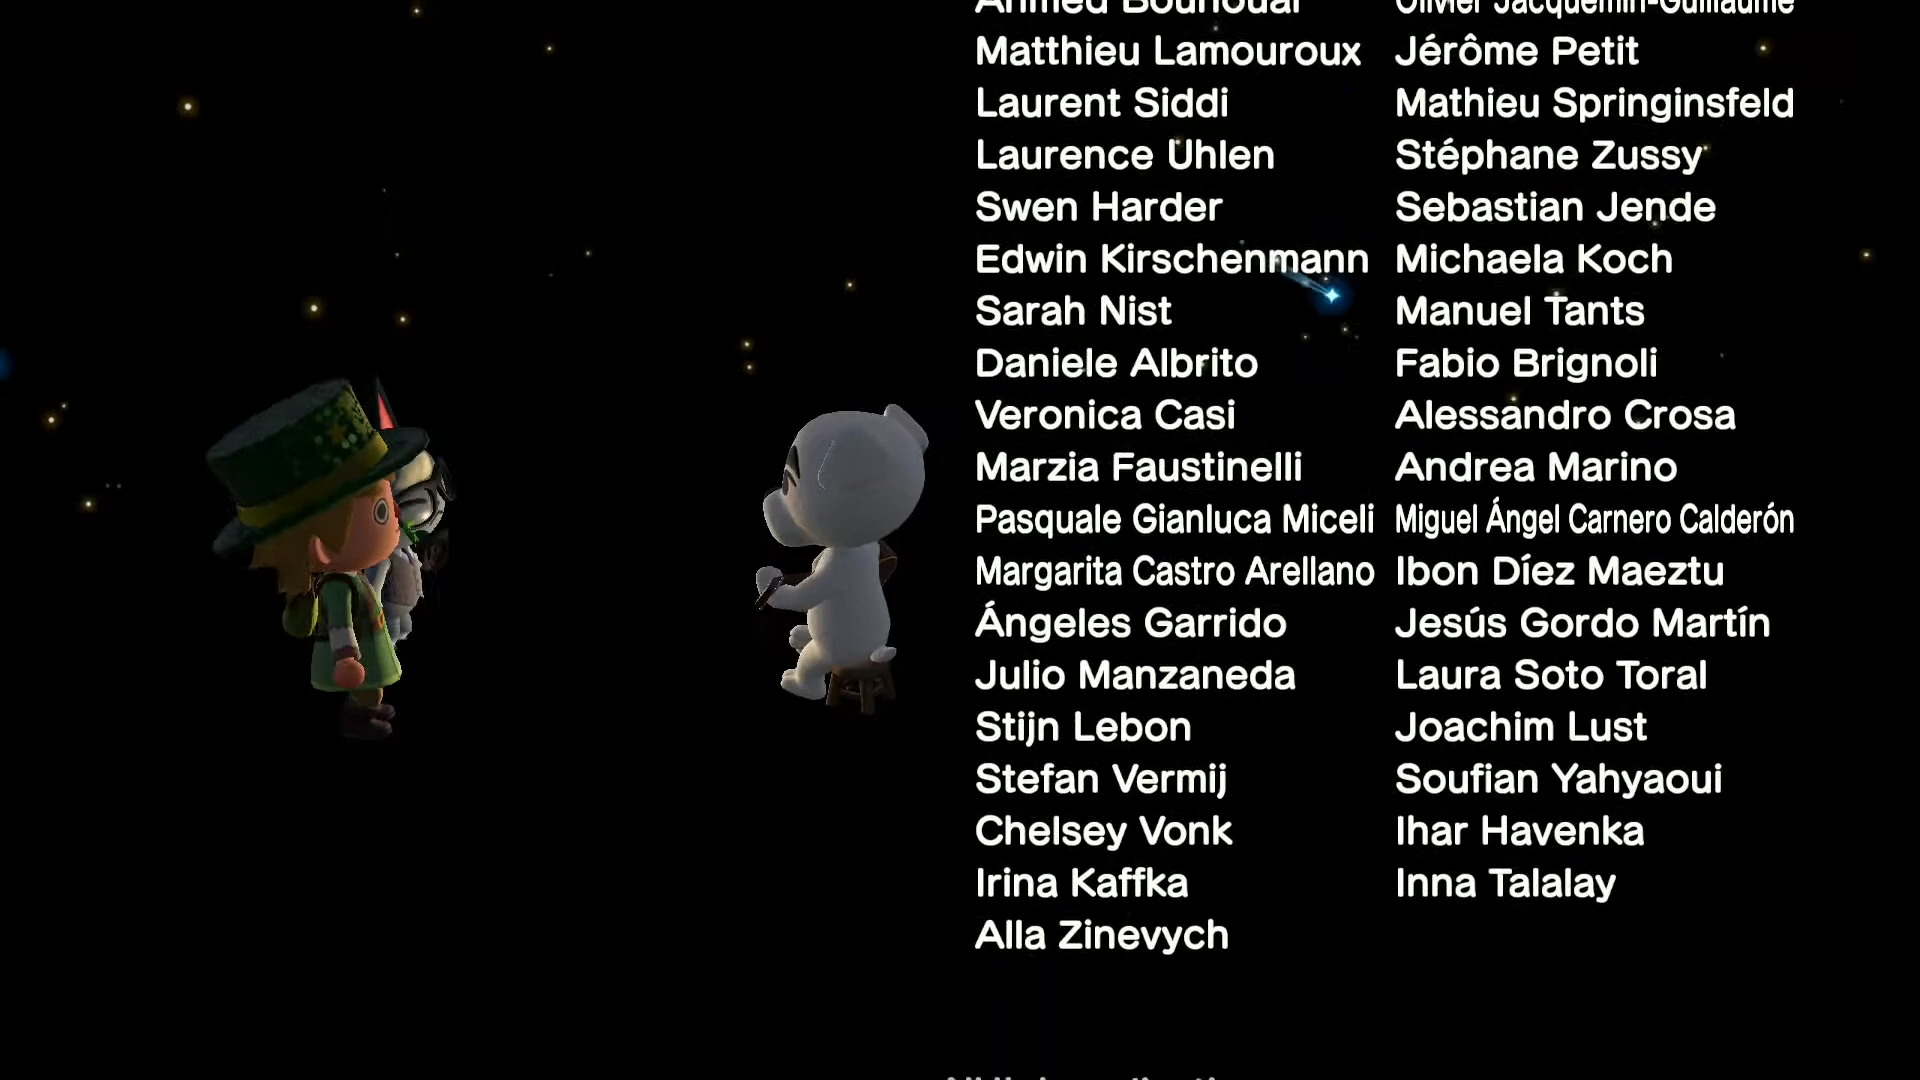 Matthieu Lamouroux Jérôme Petit
Laurent Siddi Mathieu Springinsfeld
Laurence Uhlen Stéphane Zussy
Swen Harder Sebastian Jende
Edwin Kirschenmann Michaela Koch
Sarah Nist Manuel Tants
Daniele Albrito Fabio Brignoli
Veronica Casi Alessandro Crosa
Marzia Faustinelli Andrea Marino
Pasquale Gianluca Miceli Miguel Ángel Carnero Calderón
Margarita Castro Arellano Ibon Díez Maeztu
Ángeles Garrido Jesús Gordo Martín
Julio Manzaneda Laura Soto Toral
Stijn Lebon Joachim Lust
Stefan Vermij Soufian Yahyaoui
Chelsey Vonk Ihar Havenka
Irina Kaffka Inna Talalay
Alla Zinevych